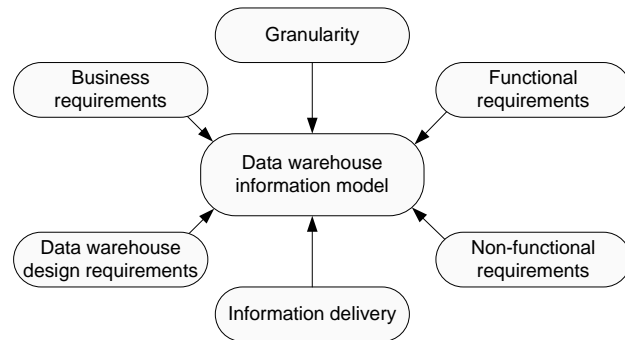 Granularity
Business
requirements
Functional
requirements
Data warehouse
information model
Data warehouse
design requirements
Non-functional
requirements
Information delivery